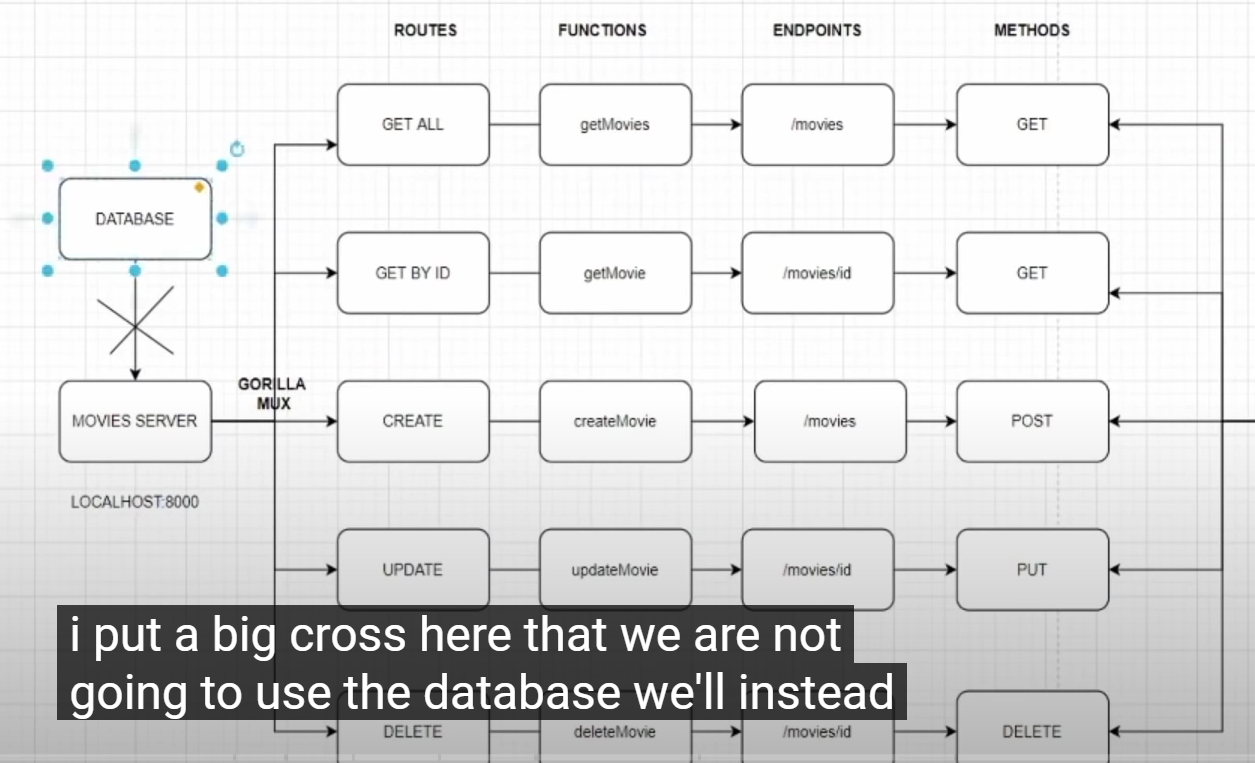 ROUTES
FUNCTIONS
ENDPOINTS
METHODS
GET ALL
getMovies
/movies
GET
DATABASE
GET BY ID
getMovie
/movies/id
GET
GORILLA
MUX
MOVIES SERVER
CREATE
createMovie
/movies
POST
LOCALHOST:8000
UPDATE
updateMovie
/movies/id
PUT
i put a big cross here that we are not
going to use the database we'll instead
DELETE
deleteMovie
/movies/id
DELETE